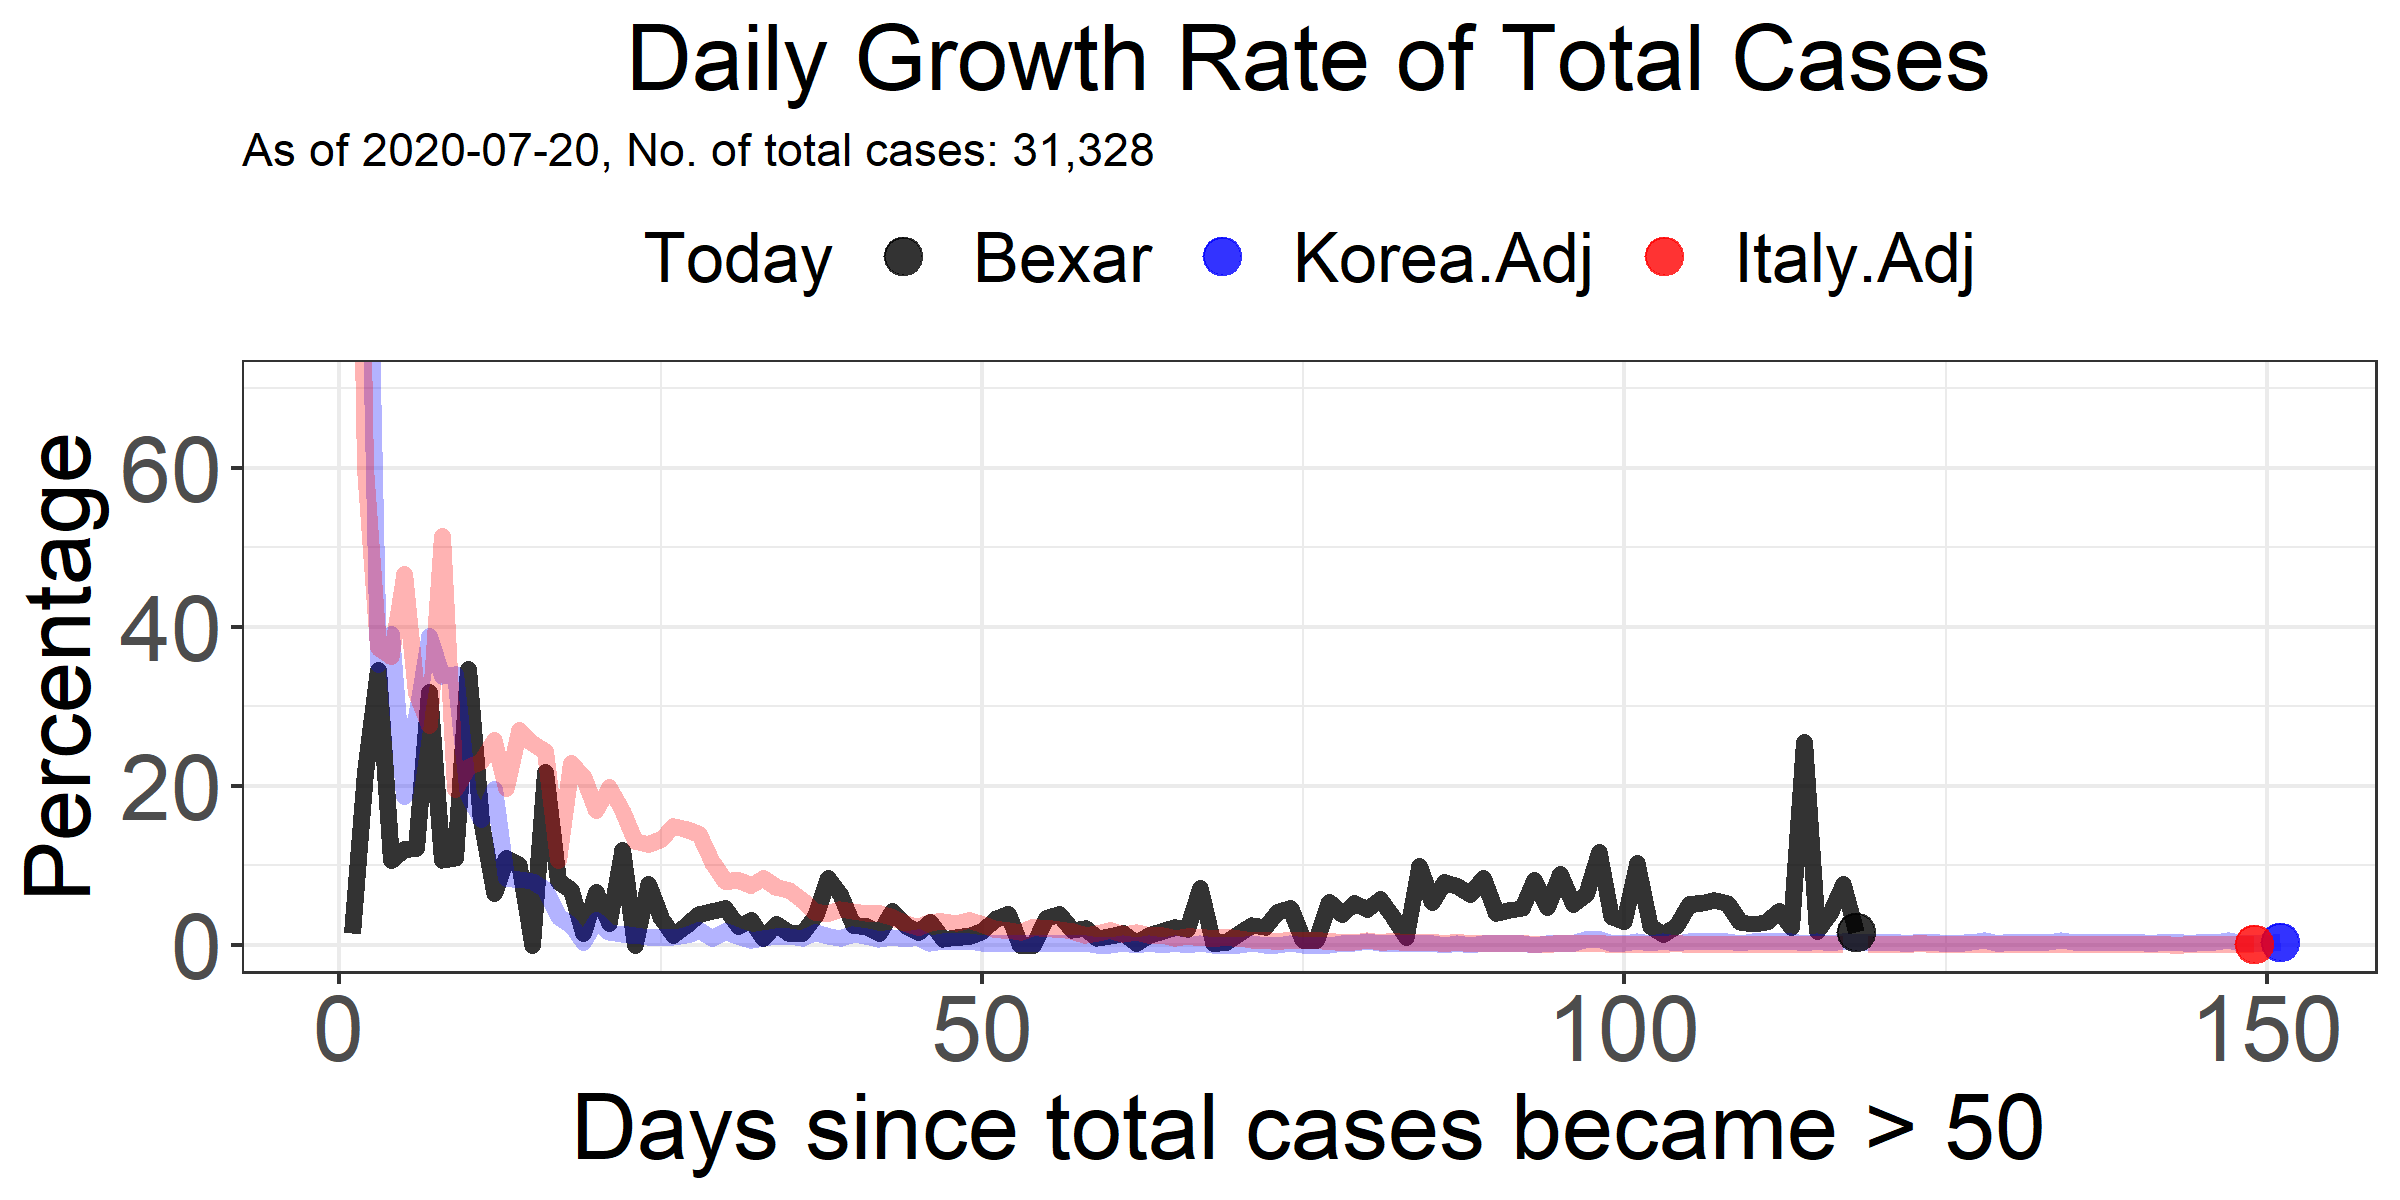 Daily Growth Rate of Total Cases
As of 2020-07-20, No. of total cases: 31,328
Today Bexar Korea.Adj Italy.Adj
Percentage
60
40
20
0
0 50 100 150
Days since total cases became > 50